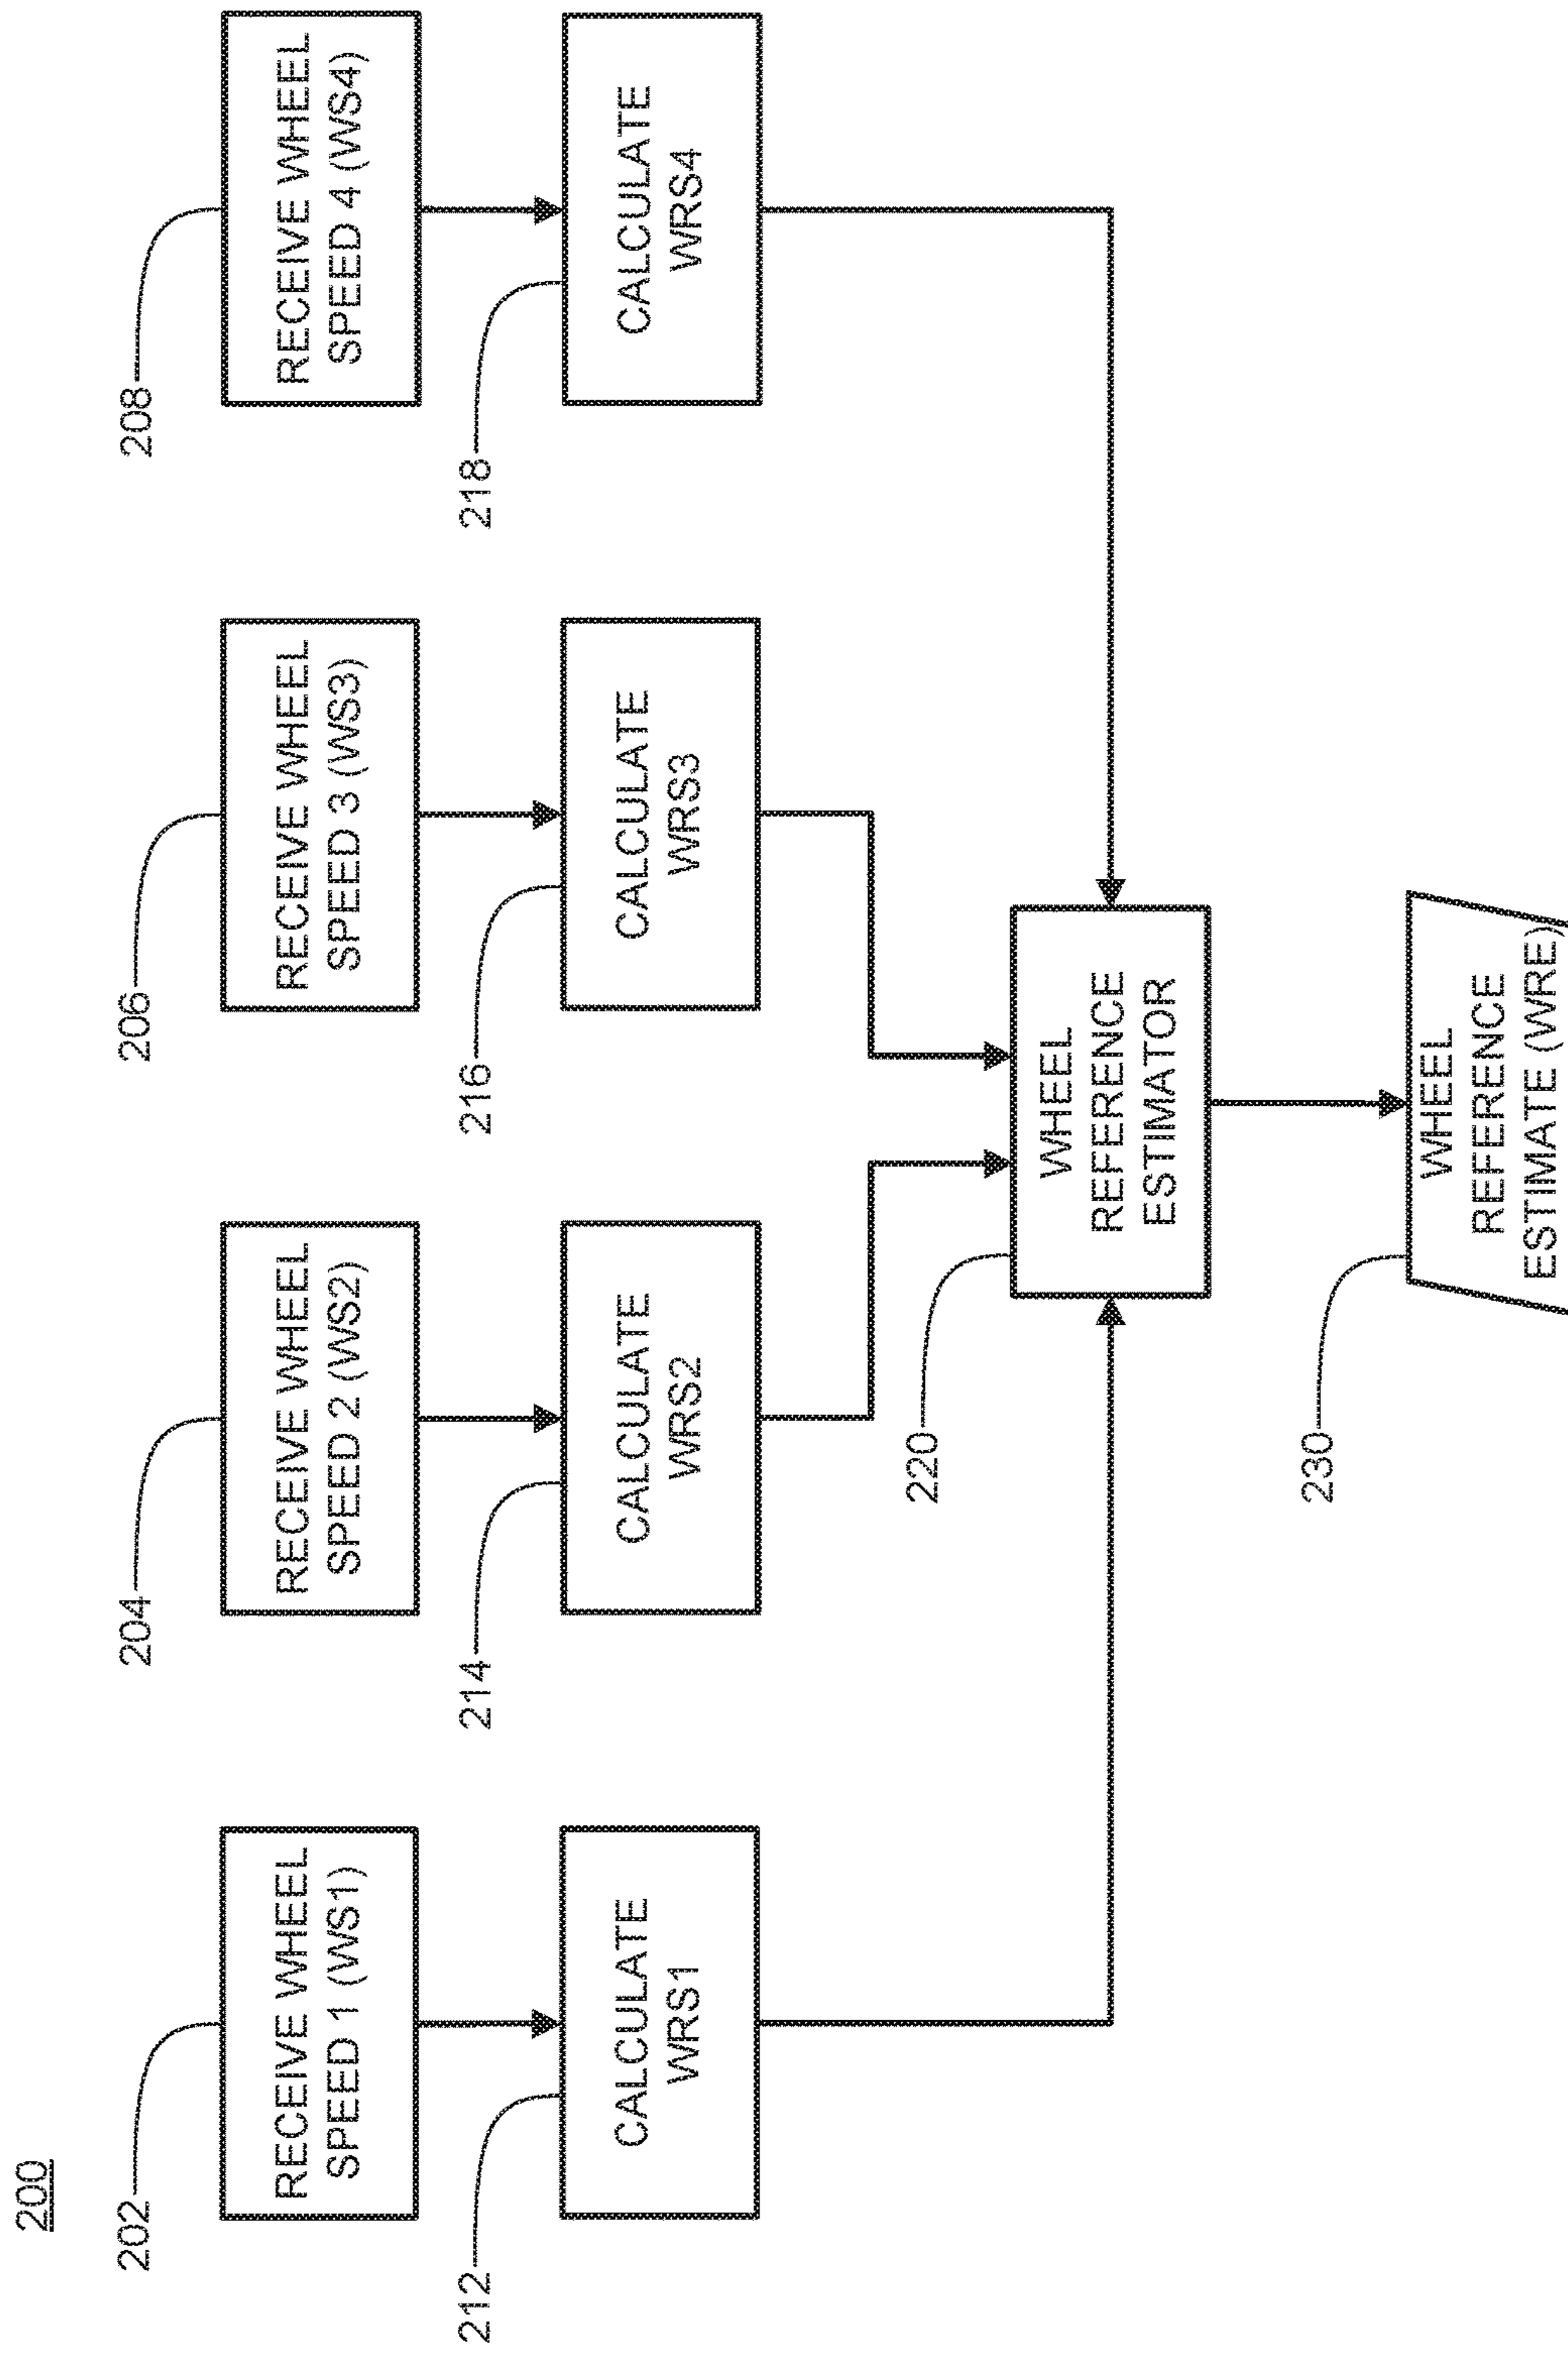 200
202
204
206
208
RECEIVE WHEEL
SPEED 1 (WS1)
RECEIVE WHEEL
SPEED 2 (WS2)
RECEIVE WHEEL
SPEED 3 (WS3)
RECEIVE WHEEL
SPEED 4 (WS4)
212
214
216
218
CALCULATE
WRS1
CALCULATE
WRS2
CALCULATE
WRS3
CALCULATE
WRS4
220
WHEEL
REFERENCE
ESTIMATOR
230
WHEEL
REFERENCE
ESTIMATE (WRE)